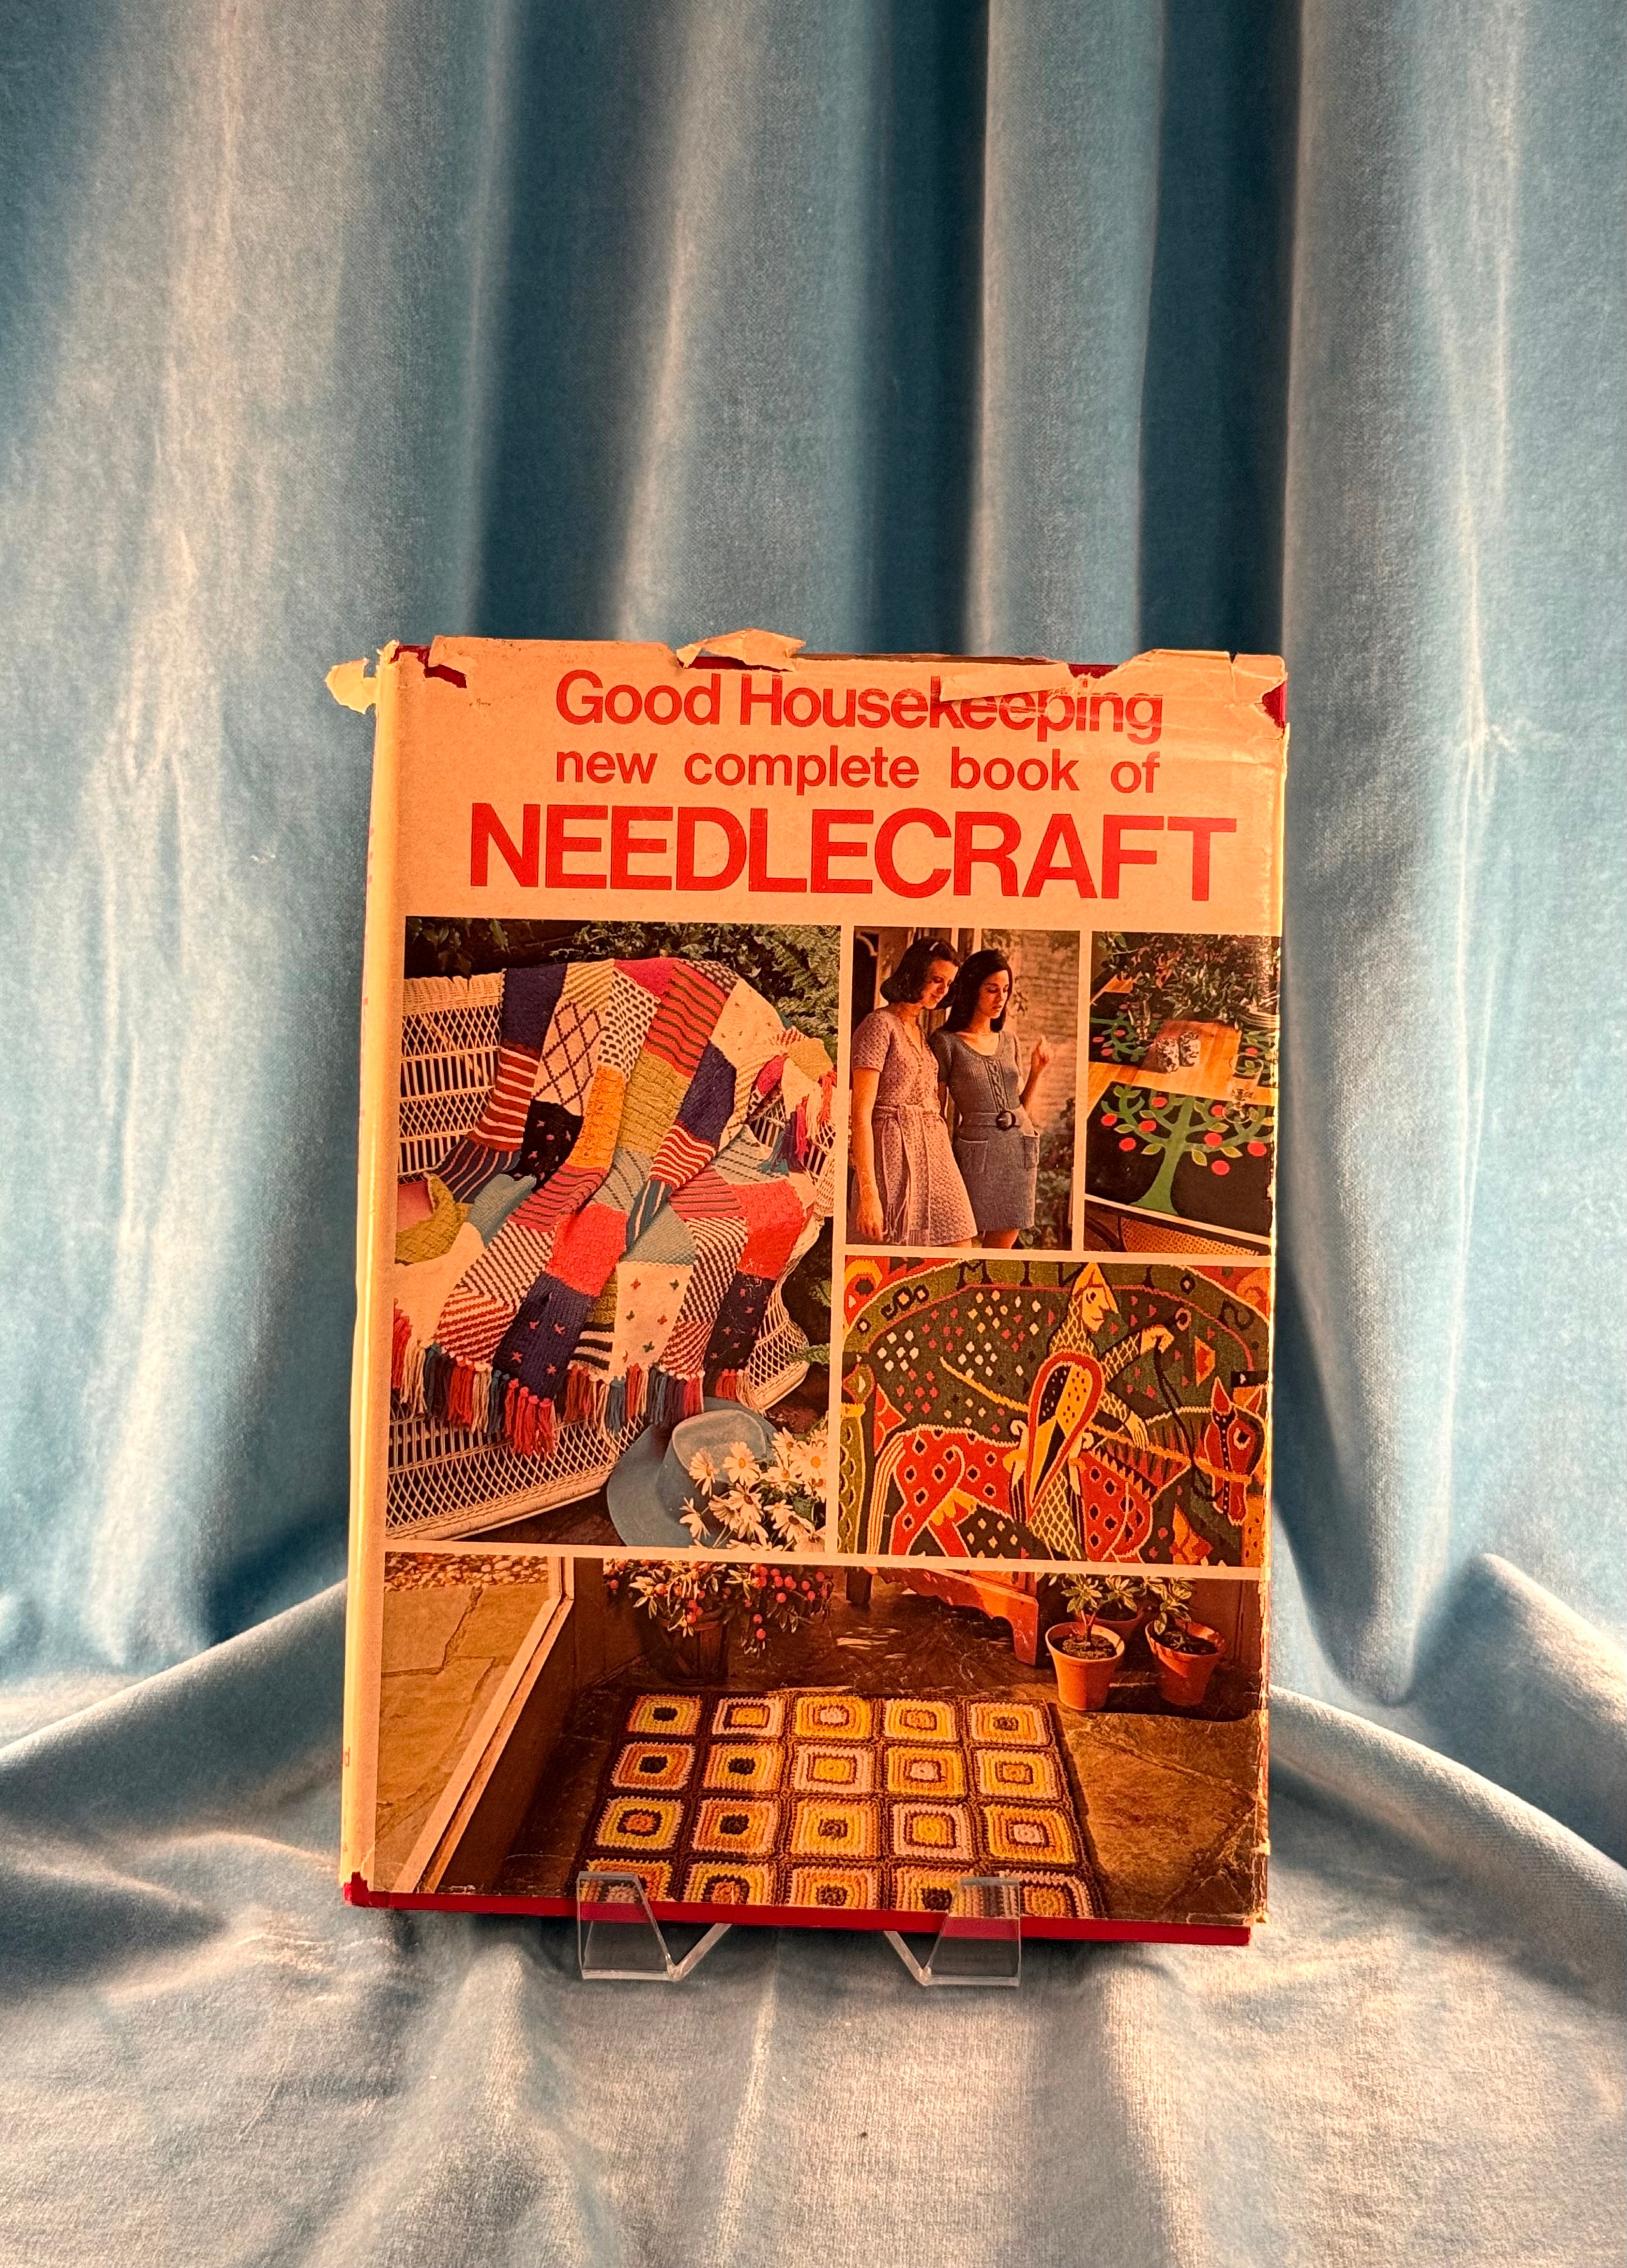 Good Housekeeping
new complete book of
NEEDLECRAFT